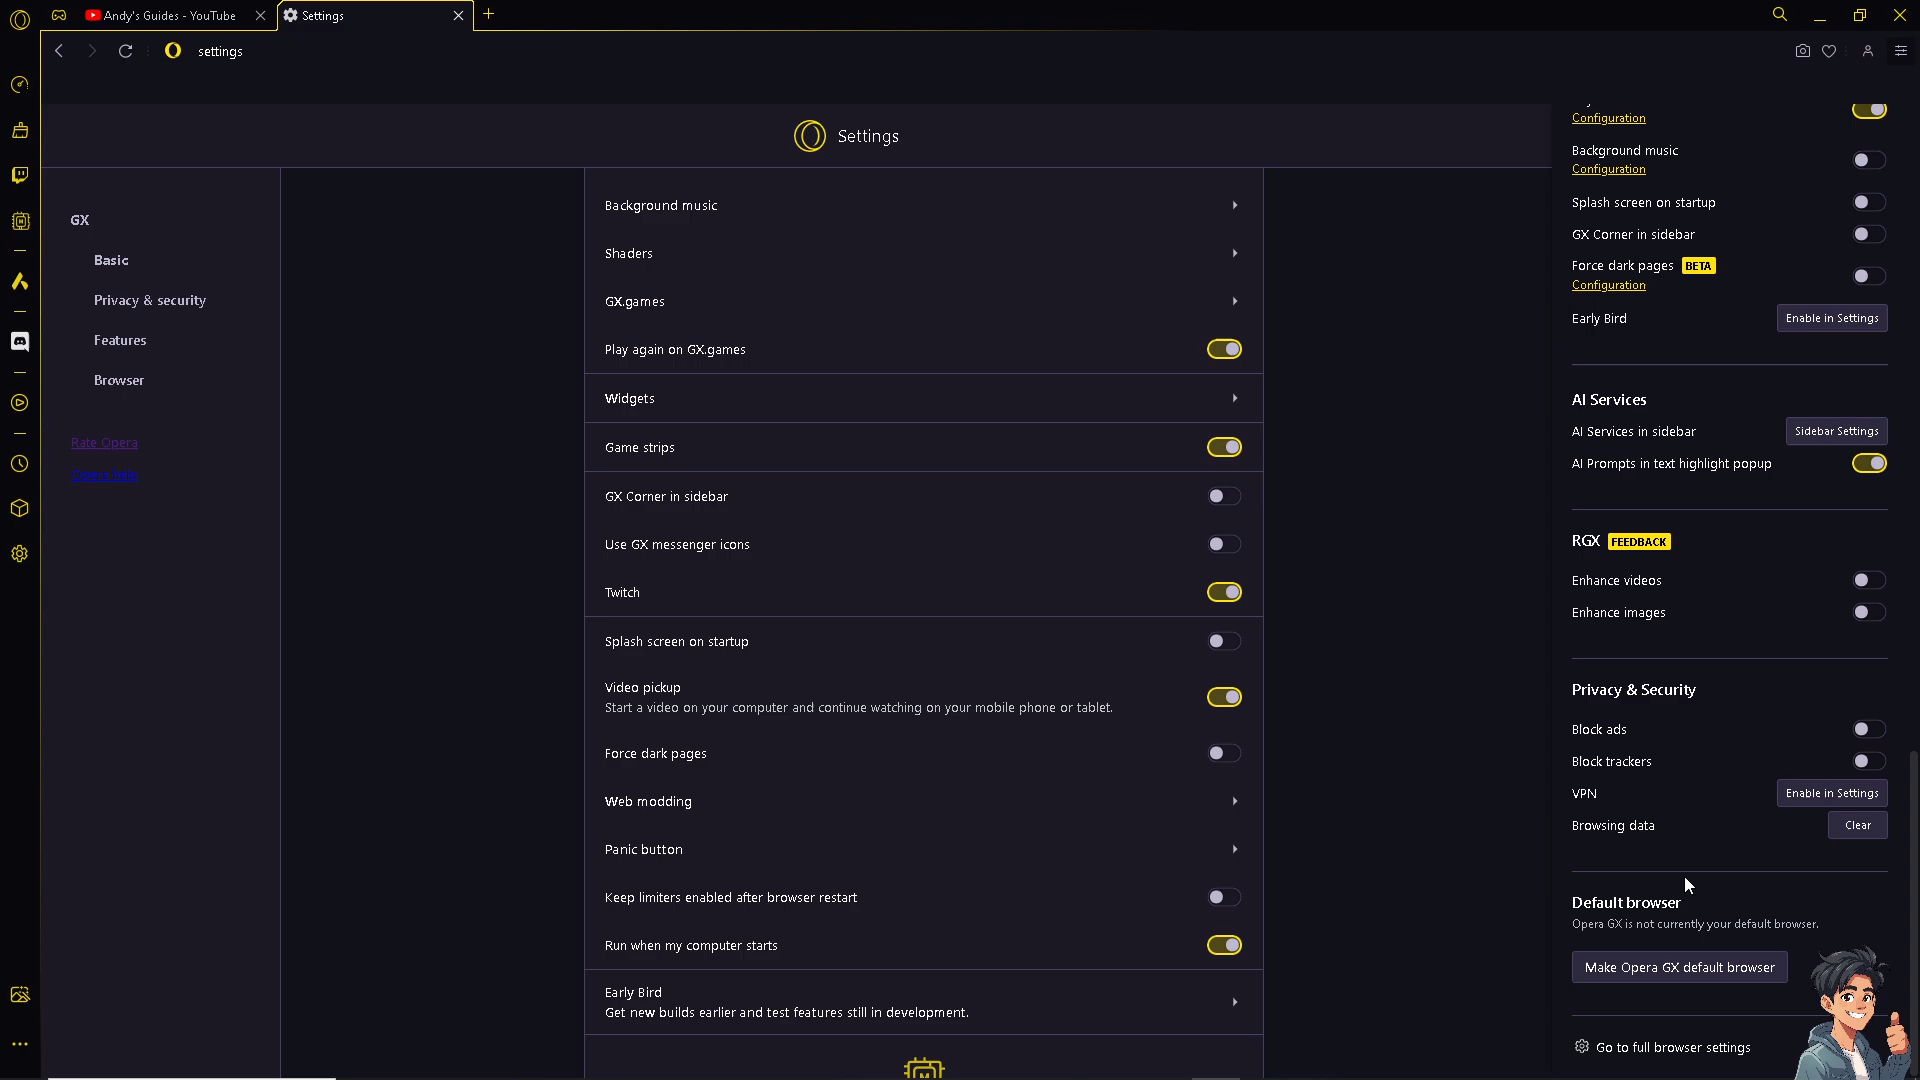 Andy's Guides - YouTube
Settings
settings
Settings
GX
Basic
Privacy & security
Features
Browser
Rate Opera
Opera help
Background music
Shaders
GX.games
Play again on GX.games
Widgets
Game strips
GX Corner in sidebar
Use GX messenger icons
Twitch
Splash screen on startup
Video pickup
Start a video on your computer and continue watching on your mobile phone or tablet.
Force dark pages
Web modding
Panic button
Keep limiters enabled after browser restart
Run when my computer starts
Early Bird
Get new builds earlier and test features still in development.
Configuration
Background music
Configuration
Splash screen on startup
GX Corner in sidebar
Force dark pages BETA
Configuration
Early Bird Enable in Settings
AI Services
AI Services in sidebar Sidebar Settings
AI Prompts in text highlight popup
RGX FEEDBACK
Enhance videos
Enhance images
Privacy & Security
Block ads
Block trackers
VPN Enable in Settings
Browsing data Clear
Default browser
Opera GX is not currently your default browser.
Make Opera GX default browser
Go to full browser settings